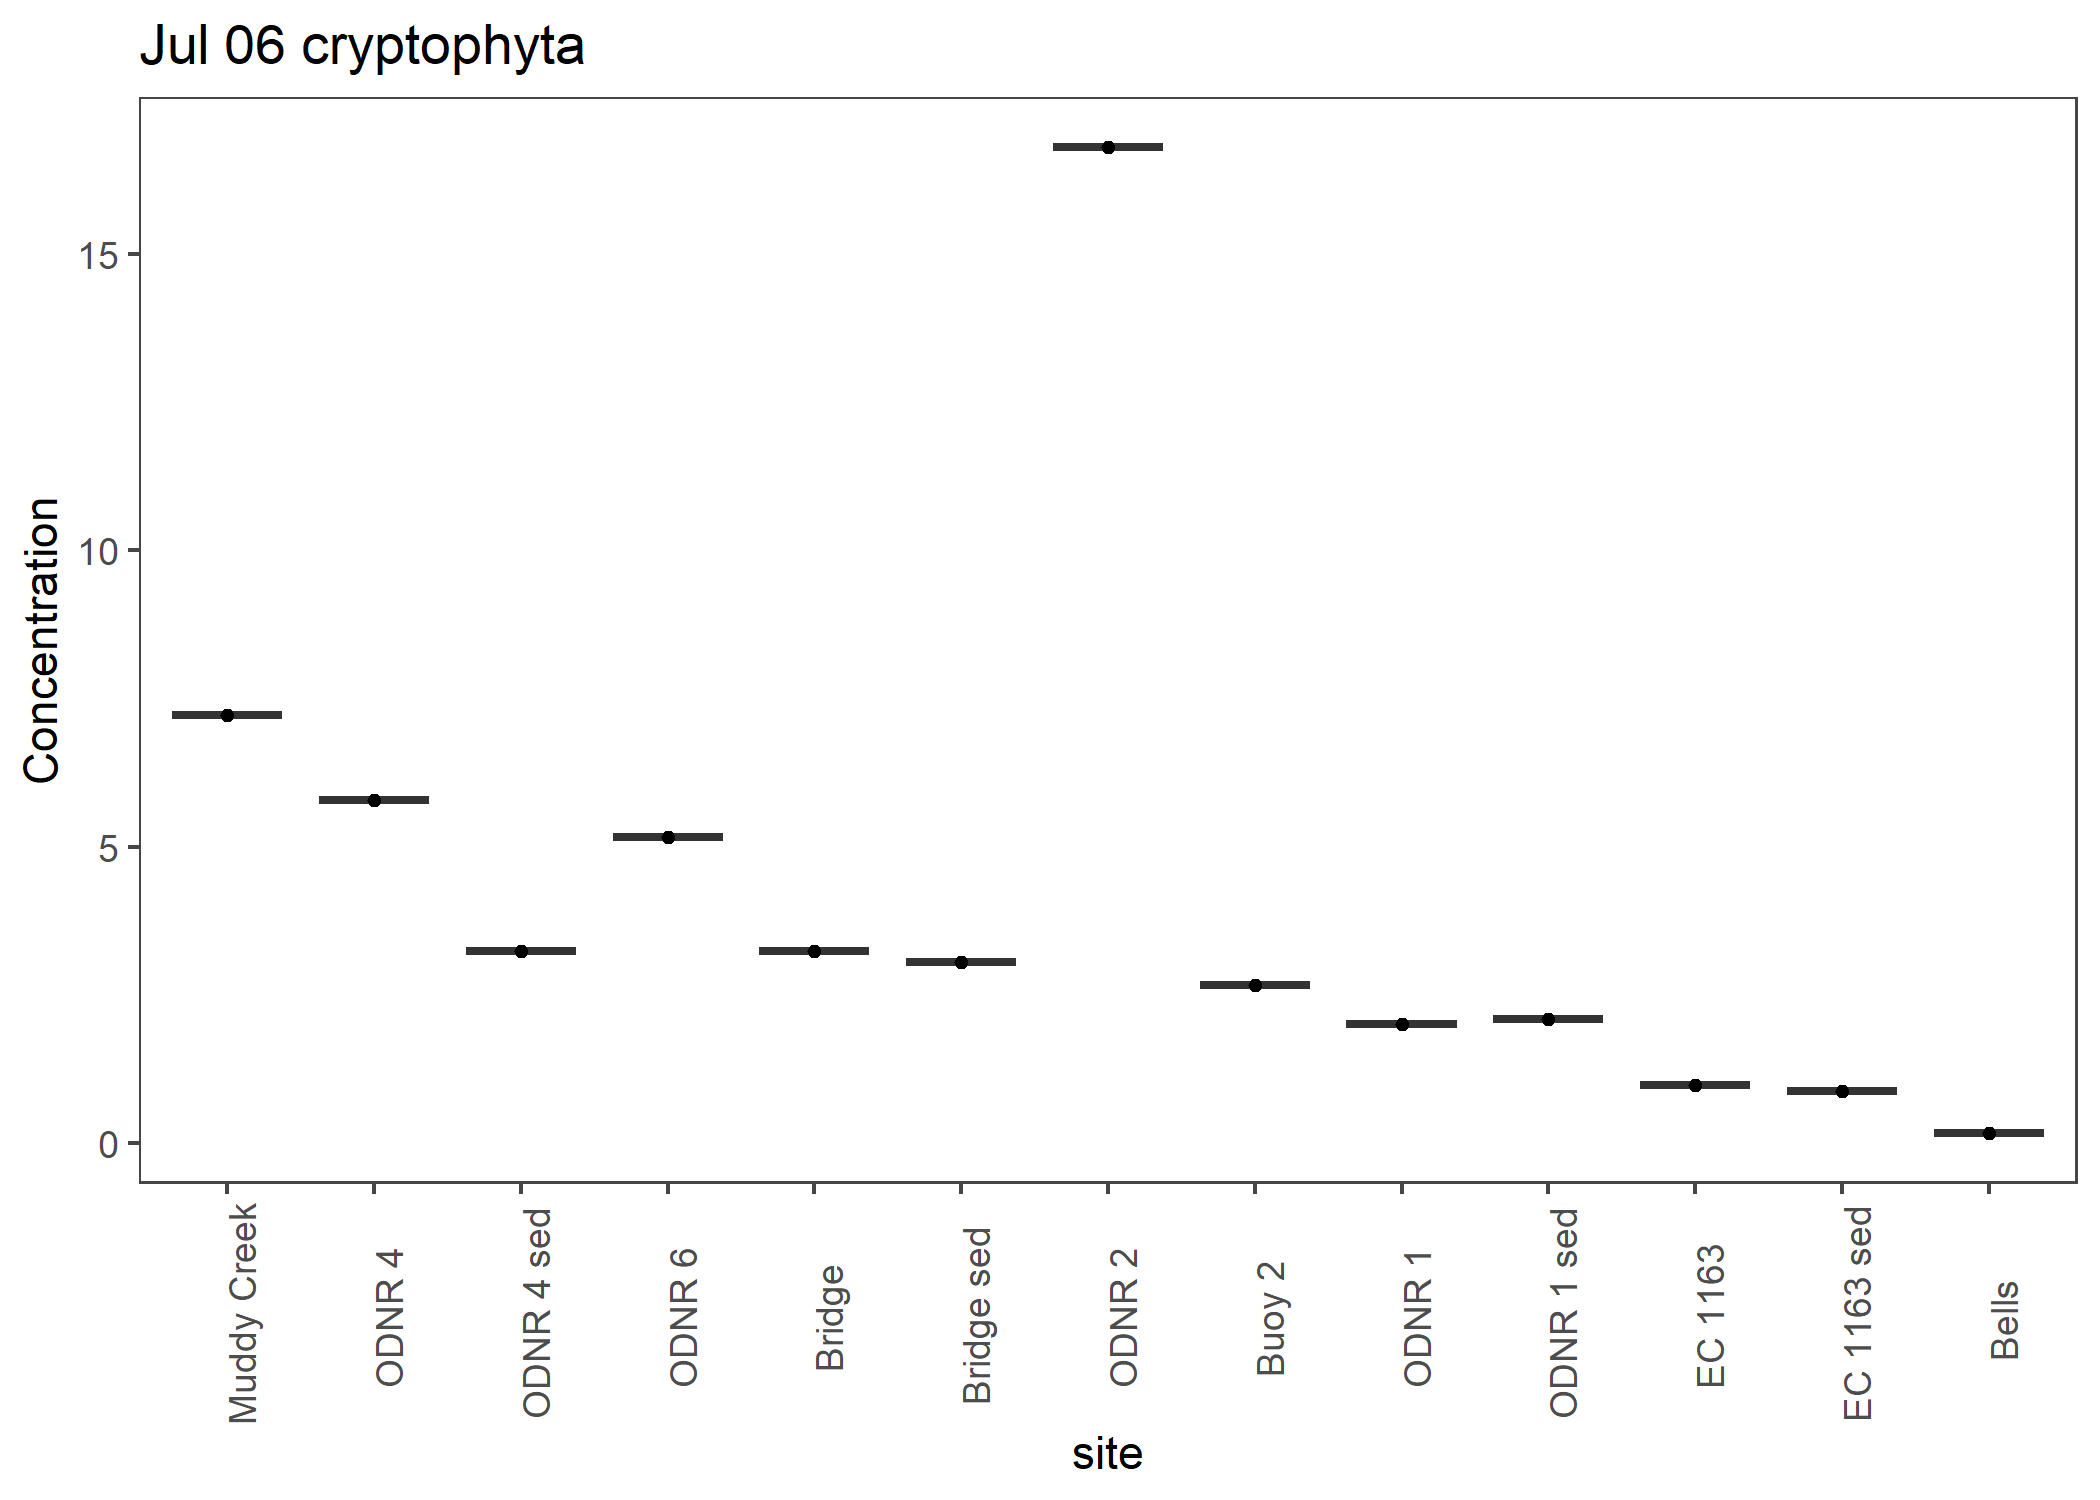 Jul 06 cryptophyta
Concentration
15
10
5
0
Muddy Creek
ODNR 4
ODNR 4 sed
ODNR 6
Bridge
Bridge sed
ODNR 2
Buoy 2
ODNR 1
ODNR 1 sed
EC 1163
EC 1163 sed
Bells
site